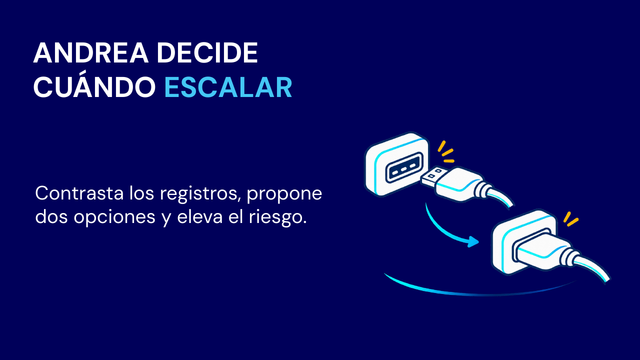 ANDREA DECIDE
CUÁNDO ESCALAR
Contrasta los registros, propone
dos opciones y eleva el riesgo.